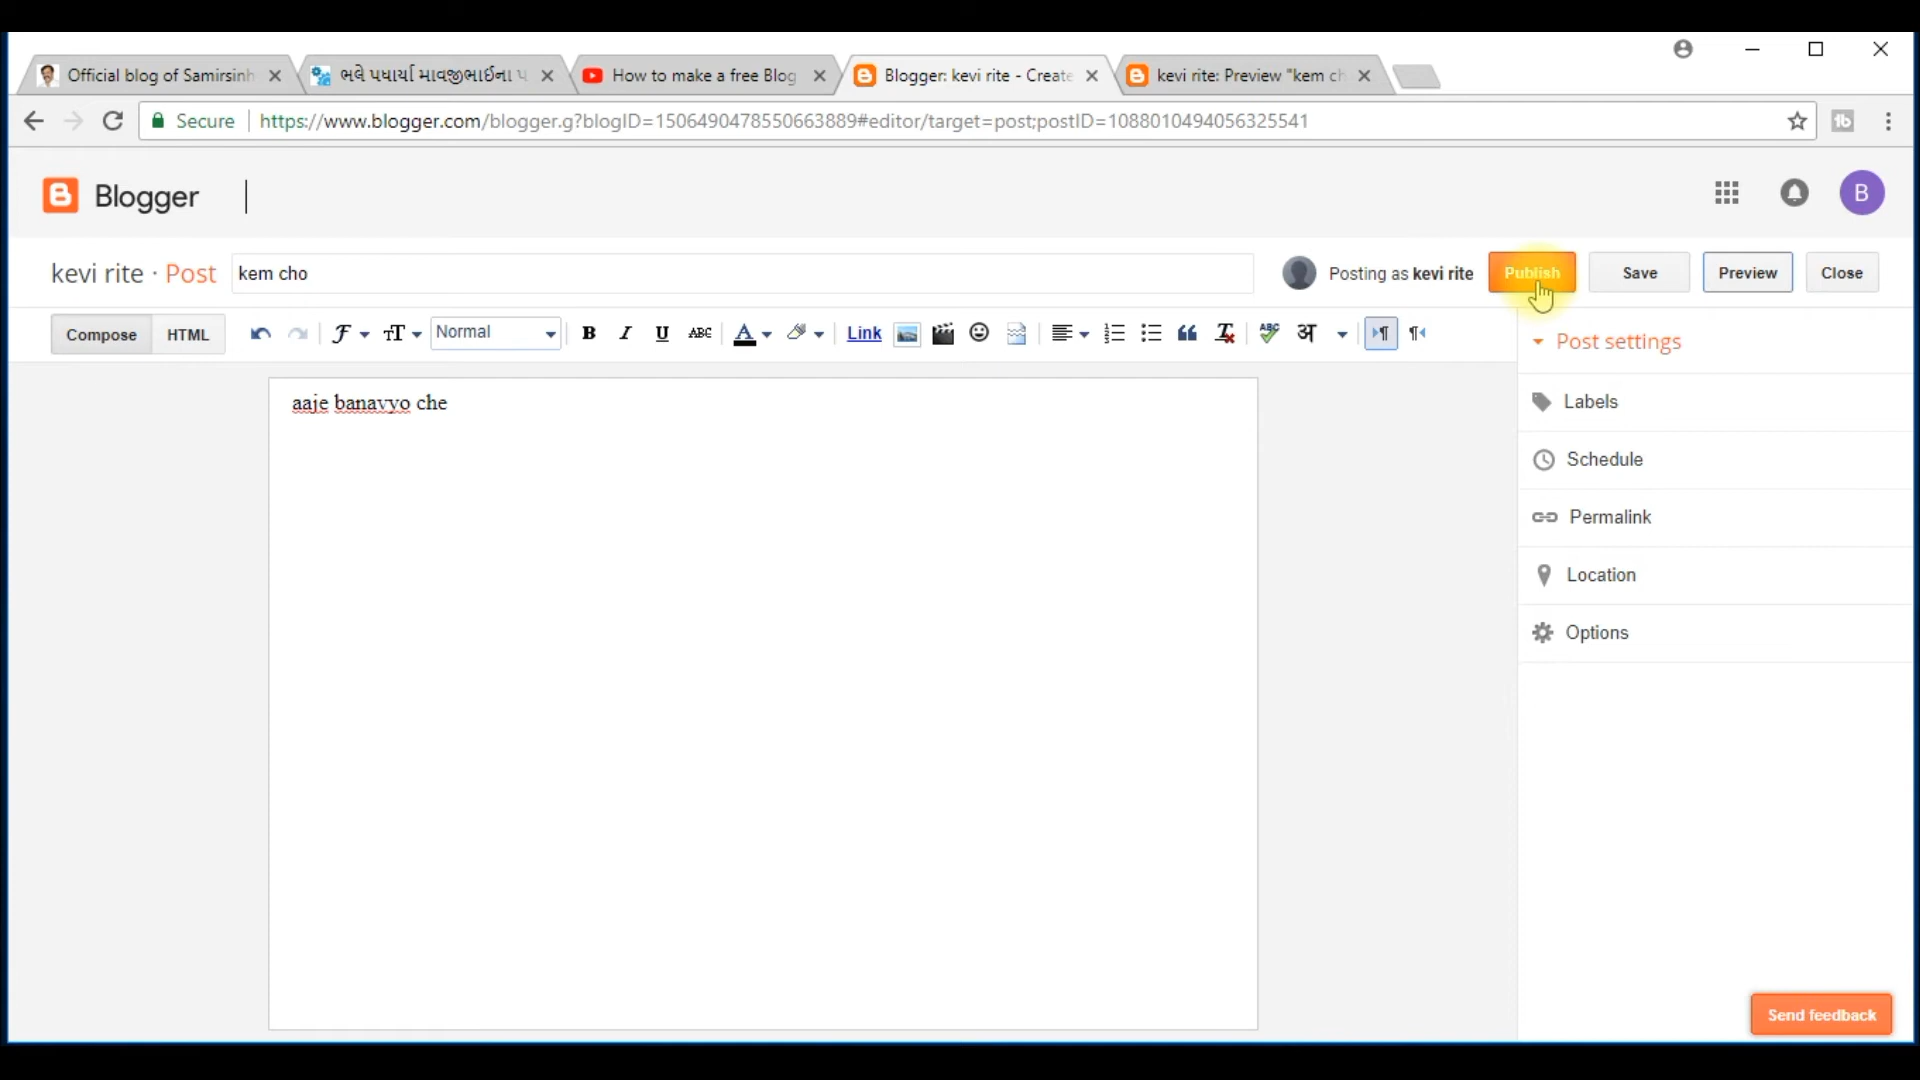 Official blog of Samirsinh
ભલે પધાર્યા માવજીભાઈના પ
How to make a free Blog
Blogger: kevi rite - Create
kevi rite: Preview "kem ch
Secure
https://www.blogger.com/blogger.g?blogID=1506490478550663889#editor/target=post;postID=1088010494056325541
Blogger
B
kevi rite · Post
kem cho
Posting as kevi rite
Publish
Save
Preview
Close
Compose
HTML
Normal
B I U ABC
A
Link
अ
Post settings
aaje banavyo che
Labels
Schedule
Permalink
Location
Options
Send feedback